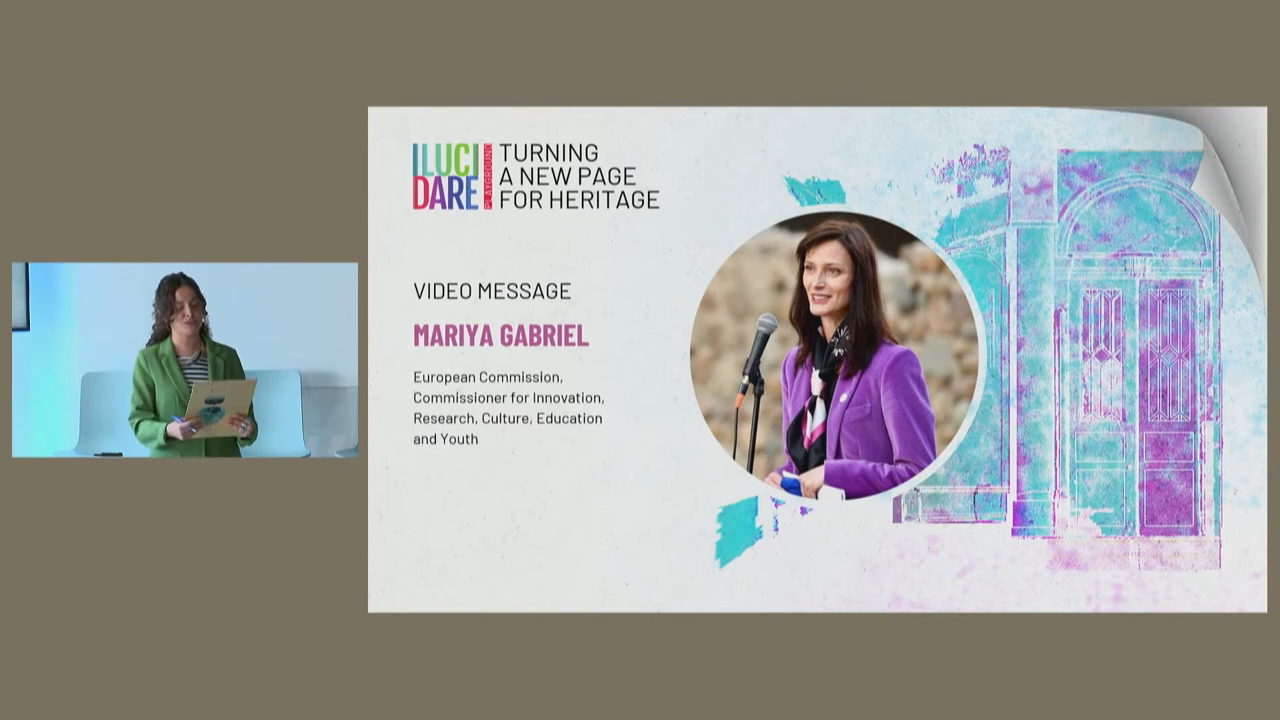 ILUCI
DARE
PLAYGROUND
TURNING
A NEW PAGE
FOR HERITAGE
VIDEO MESSAGE
MARIYA GABRIEL
European Commission,
Commissioner for Innovation,
Research, Culture, Education
and Youth